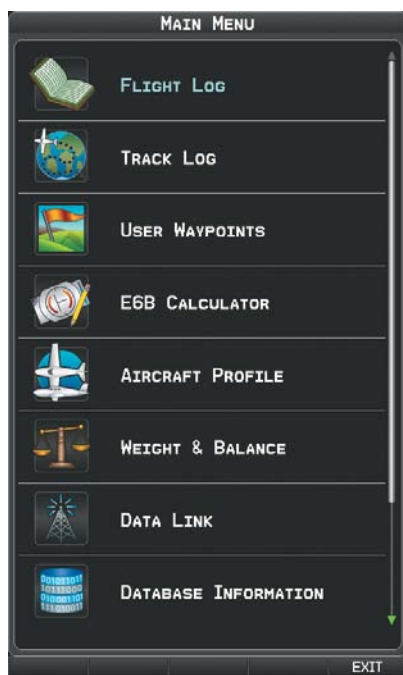 MAIN MENU
FLIGHT LOG
TRACK LOG
USER WAYPOINTS
E6B CALCULATOR
AIRCRAFT PROFILE
WEIGHT & BALANCE
DATA LINK
DATABASE INFORMATION
EXIT